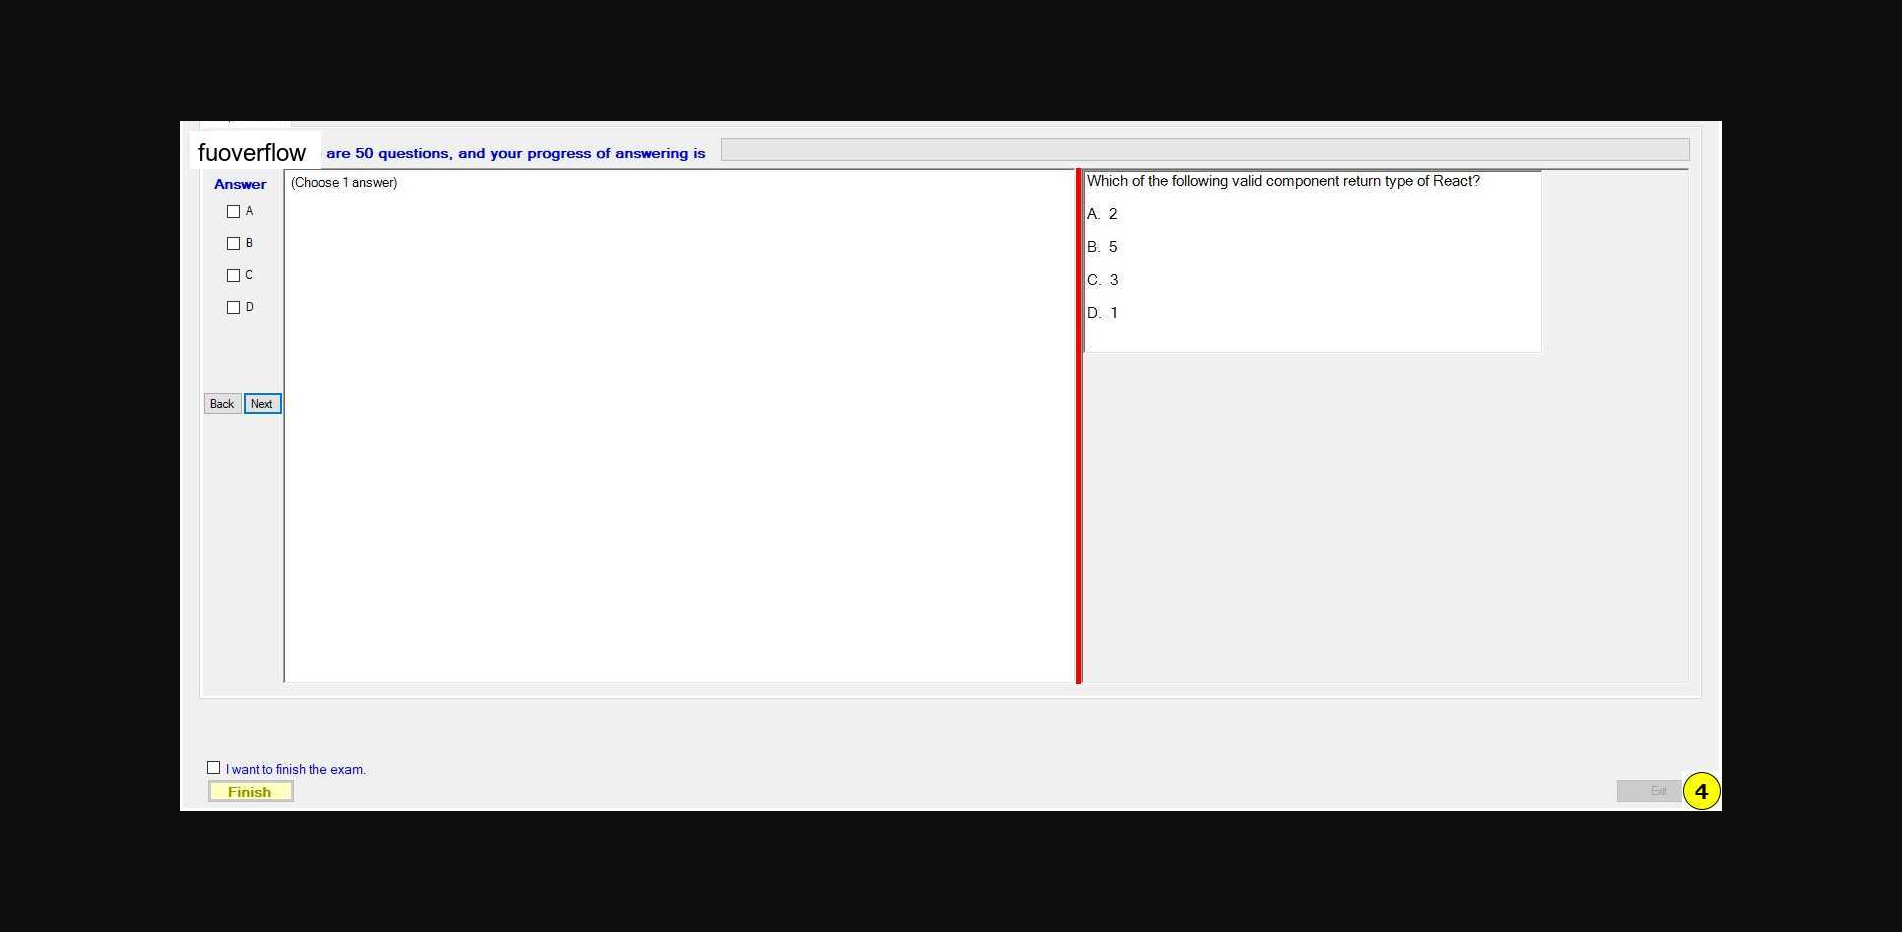 fuoverflow are 50 questions, and your progress of answering is
Answer
A
B
C
D
Back Next
(Choose 1 answer)
Which of the following valid component return type of React?
A. 2
B. 5
C. 3
D. 1
I want to finish the exam.
Finish
Exit
4